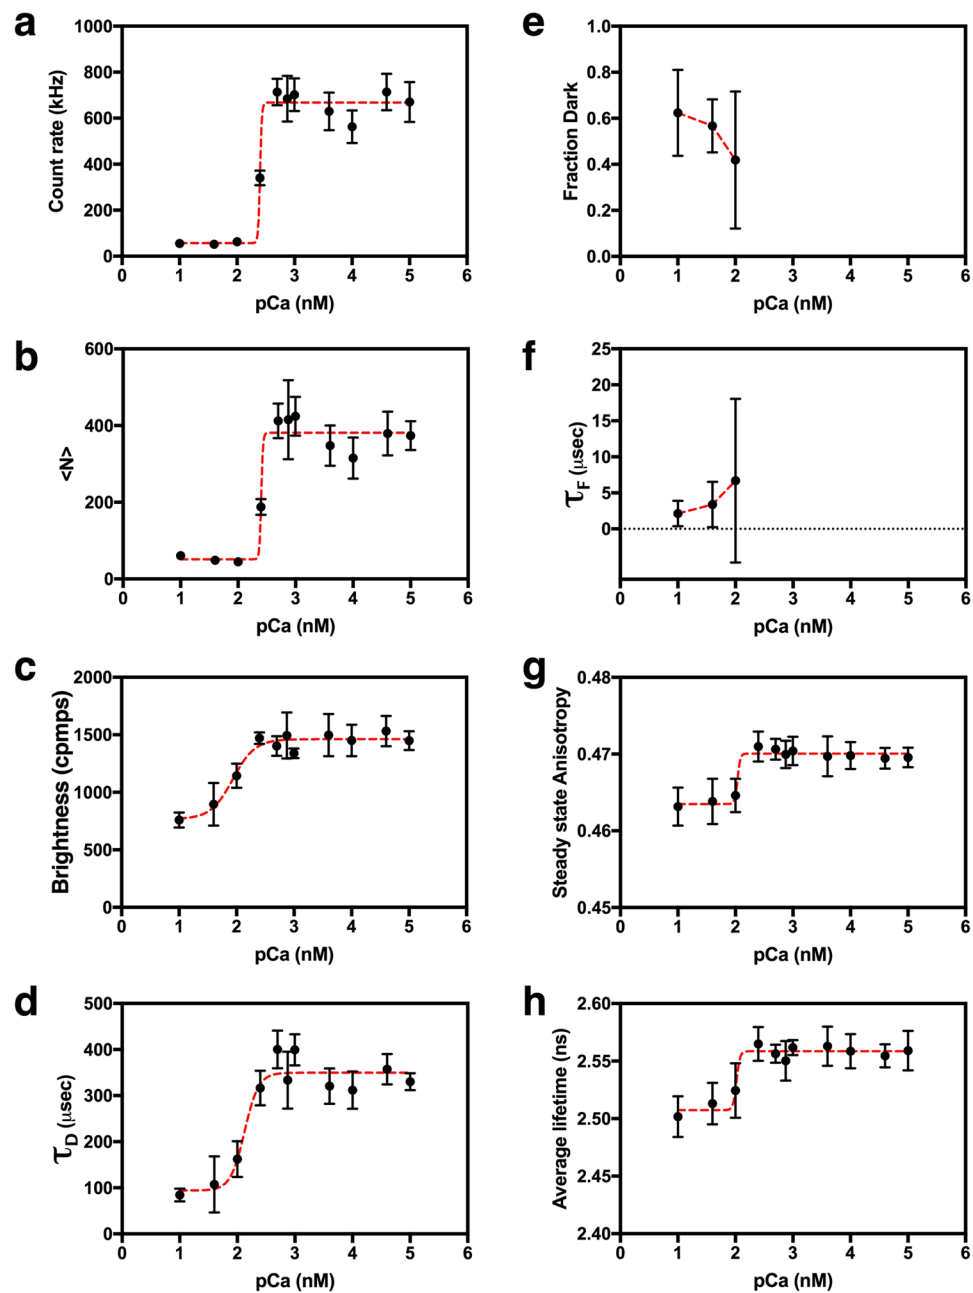 a
Count rate (kHz)
1000
800
600
400
200
0
0 1 2 3 4 5 6
pCa (nM)
e
Fraction Dark
1.0
0.8
0.6
0.4
0.2
0.0
0 1 2 3 4 5 6
pCa (nM)
b
<N>
600
400
200
0
0 1 2 3 4 5 6
pCa (nM)
f
τF (μsec)
25
20
15
10
5
0
0 1 2 3 4 5 6
pCa (nM)
c
Brightness (cpmps)
2000
1500
1000
500
0
0 1 2 3 4 5 6
pCa (nM)
g
Steady state Anisotropy
0.48
0.47
0.46
0.45
0 1 2 3 4 5 6
pCa (nM)
d
τD (μsec)
500
400
300
200
100
0
0 1 2 3 4 5 6
pCa (nM)
h
Average lifetime (ns)
2.60
2.55
2.50
2.45
2.40
0 1 2 3 4 5 6
pCa (nM)